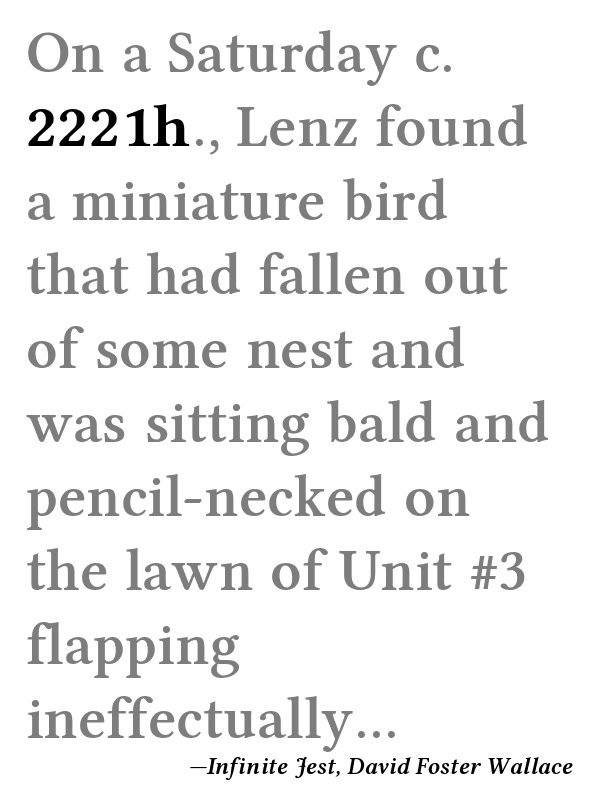 On a Saturday c.
2221h., Lenz found
a miniature bird
that had fallen out
of some nest and
was sitting bald and
pencil-necked on
the lawn of Unit #3
flapping
ineffectually…
—Infinite Jest, David Foster Wallace